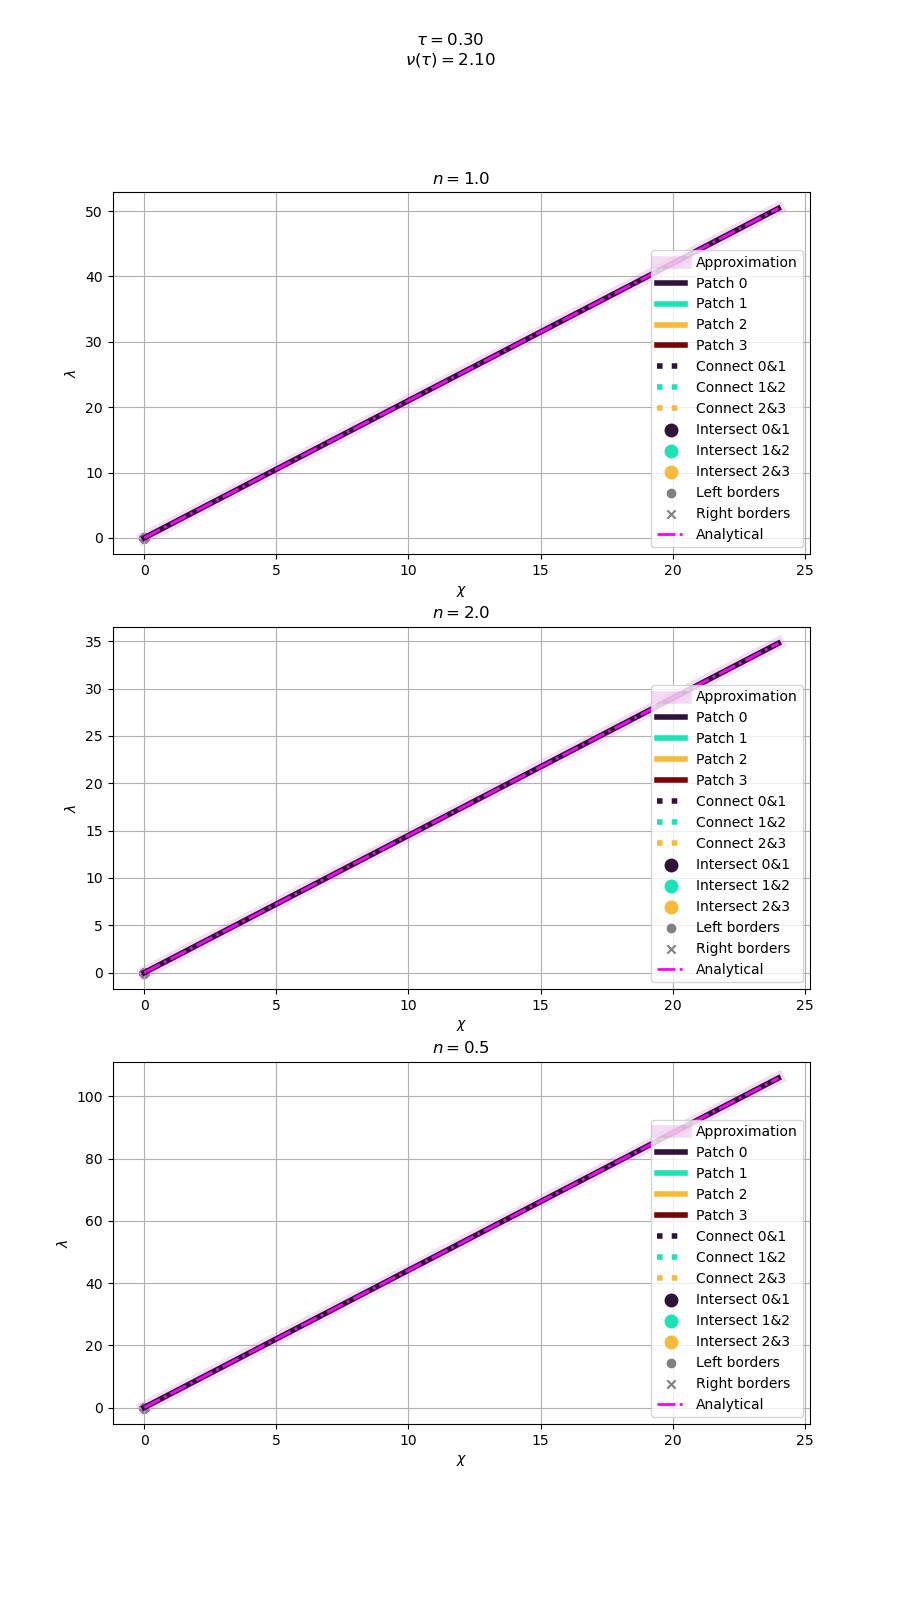 τ = 0.30
ν(τ) = 2.10
n = 1.0
50
40
30
20
10
0
λ
Approximation
Patch 0
Patch 1
Patch 2
Patch 3
Connect 0&1
Connect 1&2
Connect 2&3
Intersect 0&1
Intersect 1&2
Intersect 2&3
Left borders
Right borders
Analytical
0 5 10 15 20 25
χ
n = 2.0
35
30
25
20
15
10
5
0
λ
Approximation
Patch 0
Patch 1
Patch 2
Patch 3
Connect 0&1
Connect 1&2
Connect 2&3
Intersect 0&1
Intersect 1&2
Intersect 2&3
Left borders
Right borders
Analytical
0 5 10 15 20 25
χ
n = 0.5
100
80
60
40
20
0
λ
Approximation
Patch 0
Patch 1
Patch 2
Patch 3
Connect 0&1
Connect 1&2
Connect 2&3
Intersect 0&1
Intersect 1&2
Intersect 2&3
Left borders
Right borders
Analytical
0 5 10 15 20 25
χ